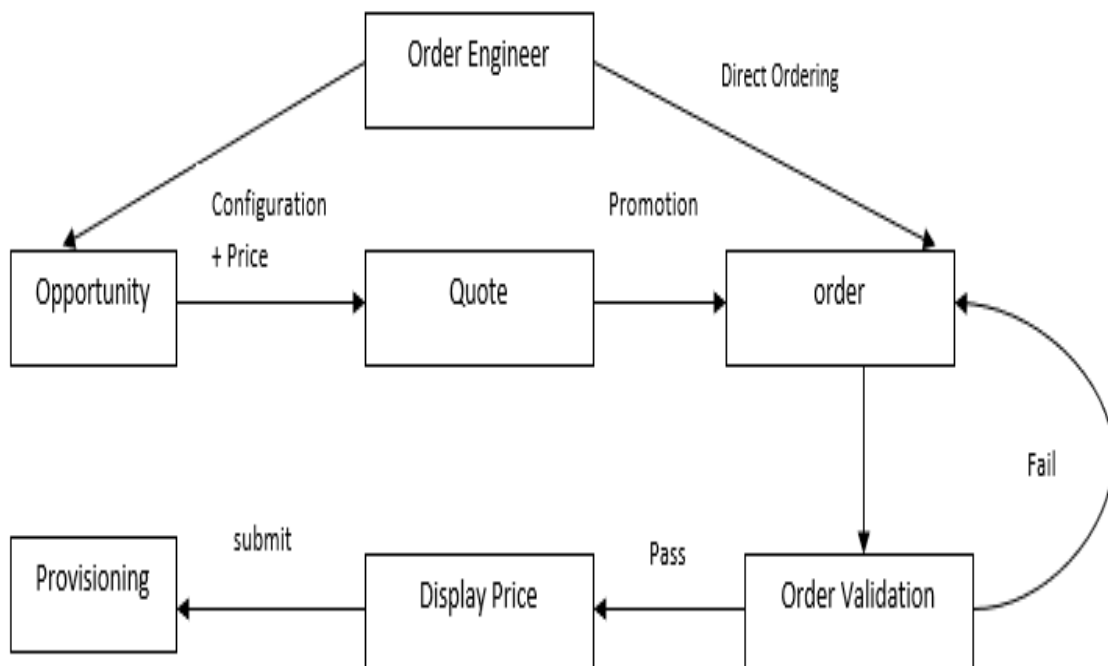 Order Engineer
Direct Ordering
Configuration
+ Price
Promotion
Opportunity
Quote
order
Fail
submit
Pass
Provisioning
Display Price
Order Validation